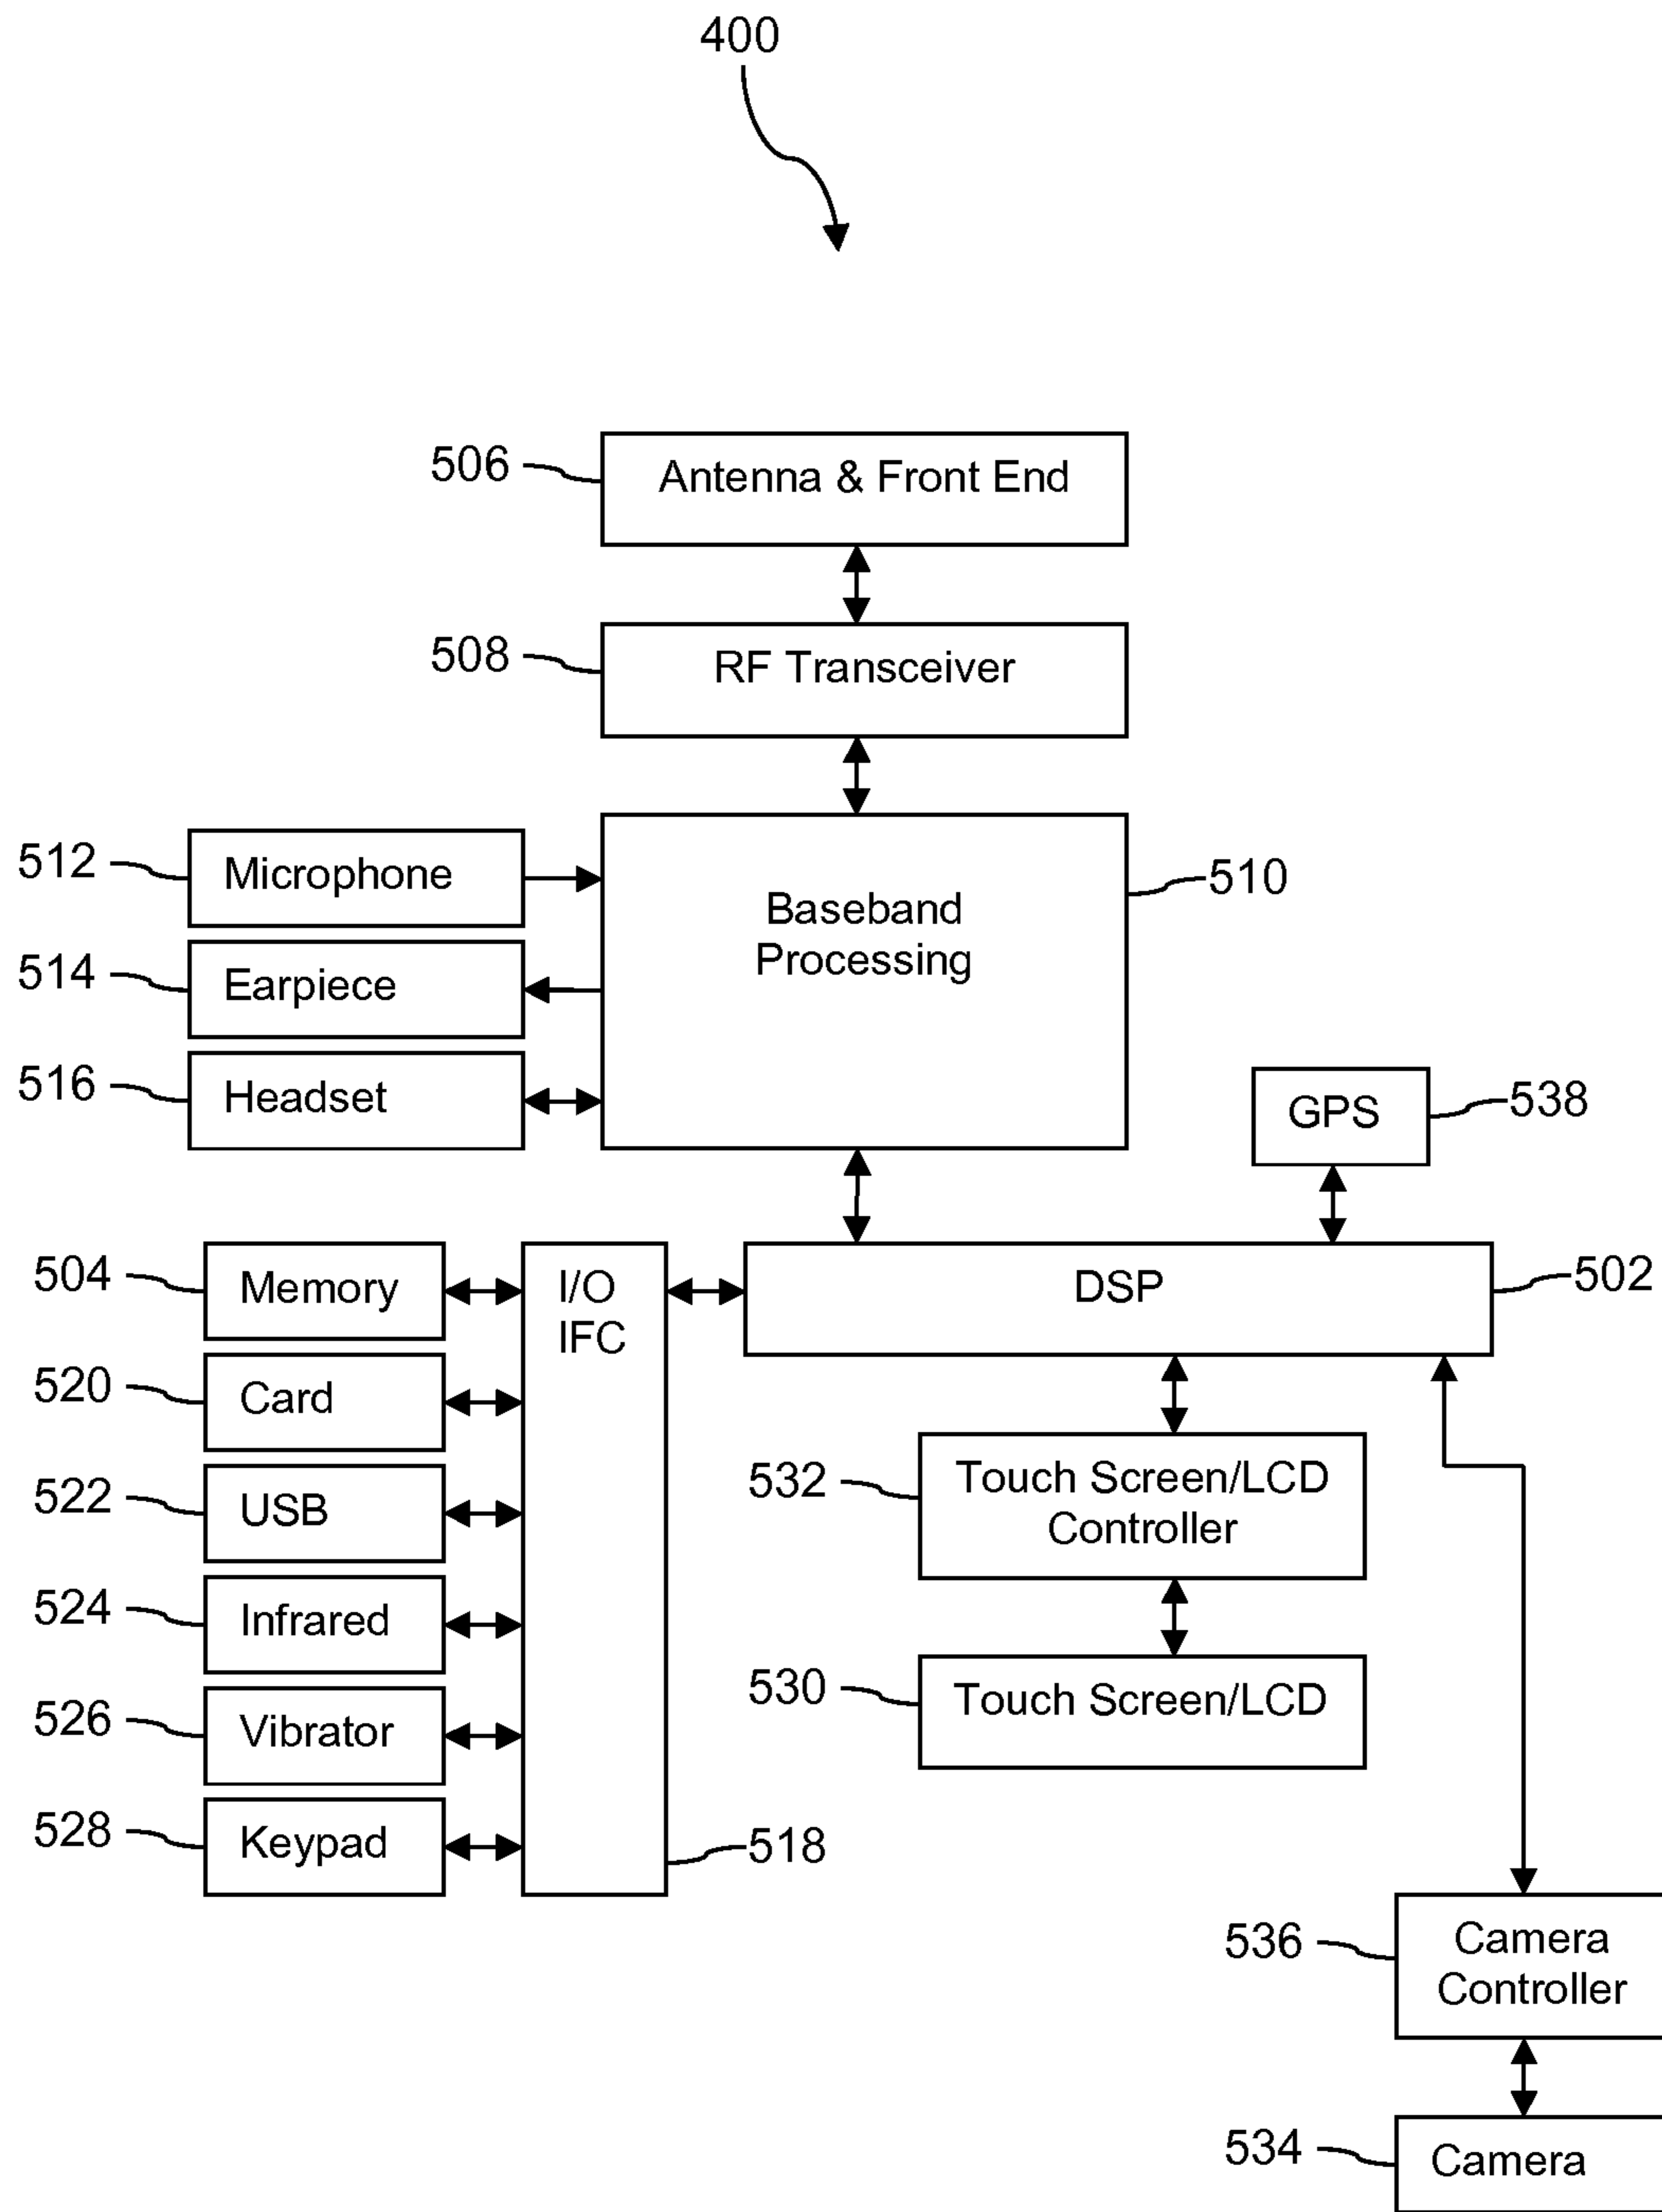 400
506
Antenna & Front End
508
RF Transceiver
512
Microphone
Baseband
Processing
510
514
Earpiece
516
Headset
GPS
538
504
Memory
I/O
IFC
DSP
502
520
Card
522
USB
532
Touch Screen/LCD
Controller
524
Infrared
530
Touch Screen/LCD
526
Vibrator
528
Keypad
518
536
Camera
Controller
534
Camera